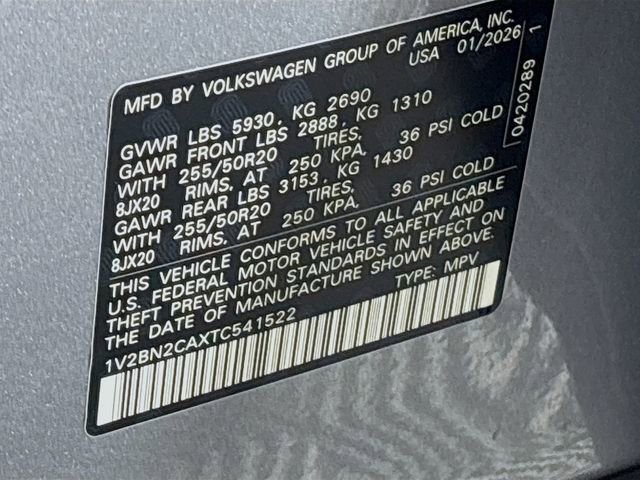 MFD BY VOLKSWAGEN GROUP OF AMERICA, INC.
USA 01/2026
GVWR LBS 5930, KG 2690
GAWR FRONT LBS 2888, KG 1310
WITH 255/50R20 TIRES,
8JX20 RIMS, AT 250 KPA, 36 PSI COLD
GAWR REAR LBS 3153, KG 1430
WITH 255/50R20 TIRES,
8JX20 RIMS, AT 250 KPA, 36 PSI COLD
THIS VEHICLE CONFORMS TO ALL APPLICABLE
U.S. FEDERAL MOTOR VEHICLE SAFETY AND
THEFT PREVENTION STANDARDS IN EFFECT ON
THE DATE OF MANUFACTURE SHOWN ABOVE.
TYPE: MPV
1V2BN2CAXTC541522
0420289 1